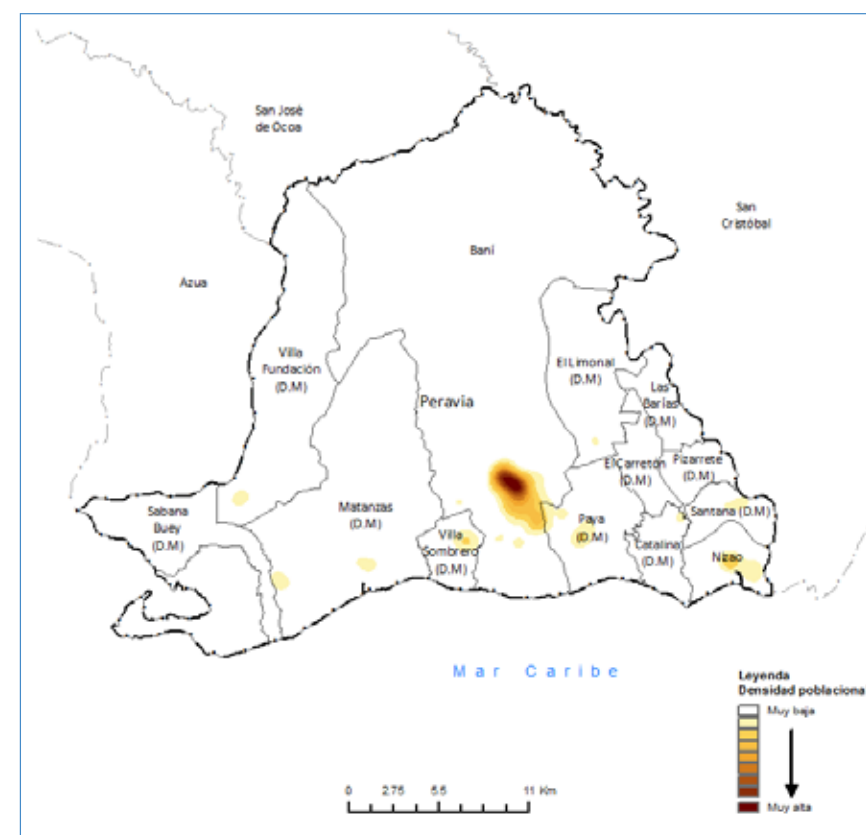 San José
de Ocoa
San
Cristóbal
Baní
Azua
Villa
Fundación
(D.M)
El Limonal
(D.M)
Las
Barías
(D.M)
Peravia
Pizarrete
(D.M)
El Carretón
(D.M)
Sabana
Buey
(D.M)
Matanzas
(D.M)
Villa
Sombrero
(D.M)
Paya
(D.M)
Santana (D.M)
Catalina
(D.M)
Nizao
Mar Caribe
Leyenda
Densidad poblaciona
Muy baja
Muy alta
0 2.75 5.5 11 Km